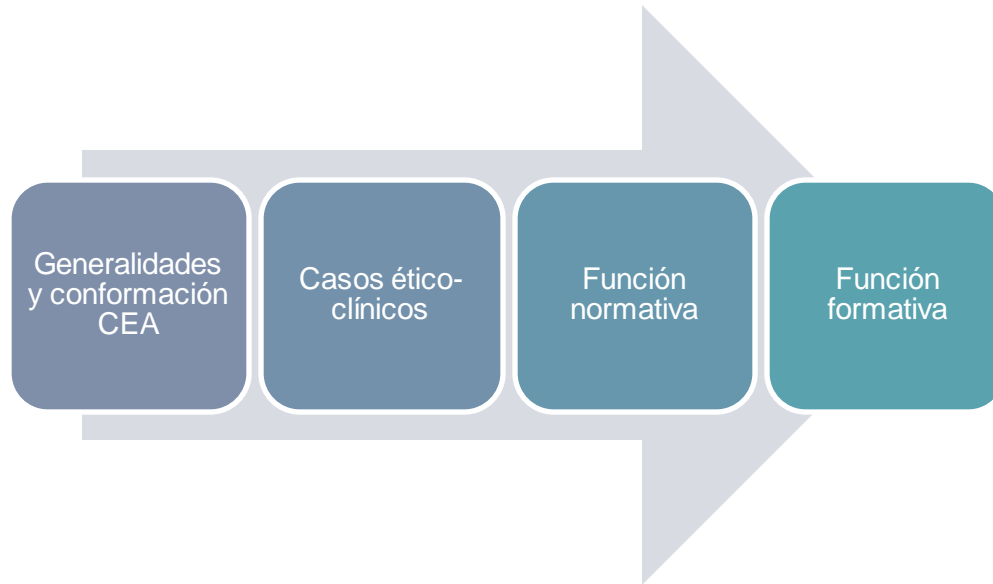 Generalidades
y conformación
CEA
Casos ético-
clínicos
Función
normativa
Función
formativa